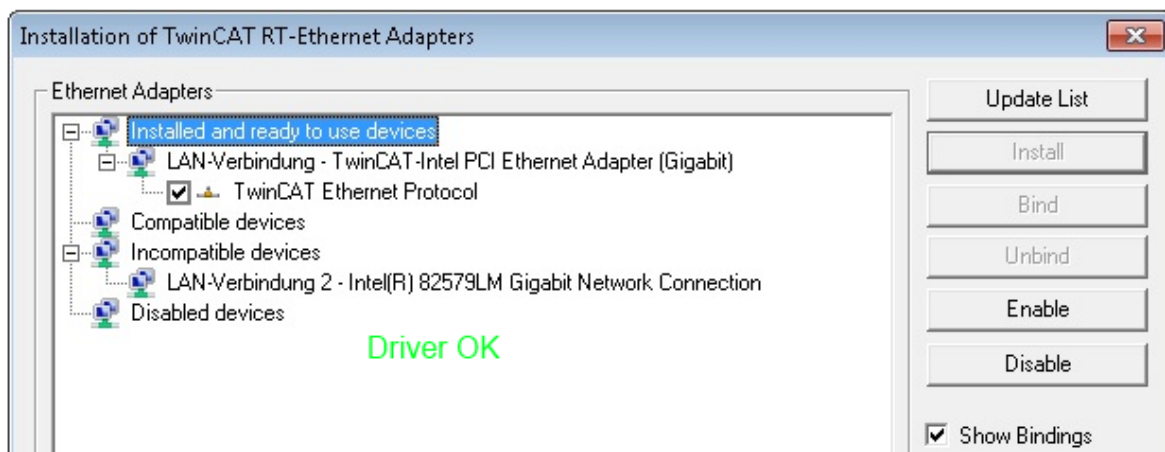 Installation of TwinCAT RT-Ethernet Adapters
Ethernet Adapters
Installed and ready to use devices
LAN-Verbindung - TwinCAT-Intel PCI Ethernet Adapter (Gigabit)
TwinCAT Ethernet Protocol
Compatible devices
Incompatible devices
LAN-Verbindung 2 - Intel(R) 82579LM Gigabit Network Connection
Disabled devices
Driver OK
Update List
Install
Bind
Unbind
Enable
Disable
Show Bindings